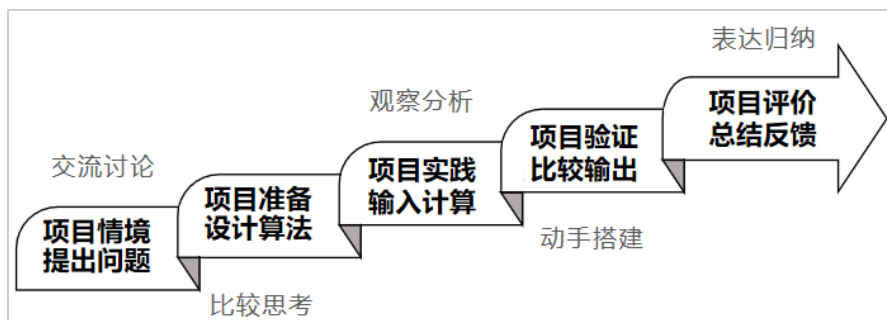 交流讨论
项目情境
提出问题
项目准备
设计算法
比较思考
观察分析
项目实践
输入计算
项目验证
比较输出
动手搭建
表达归纳
项目评价
总结反馈